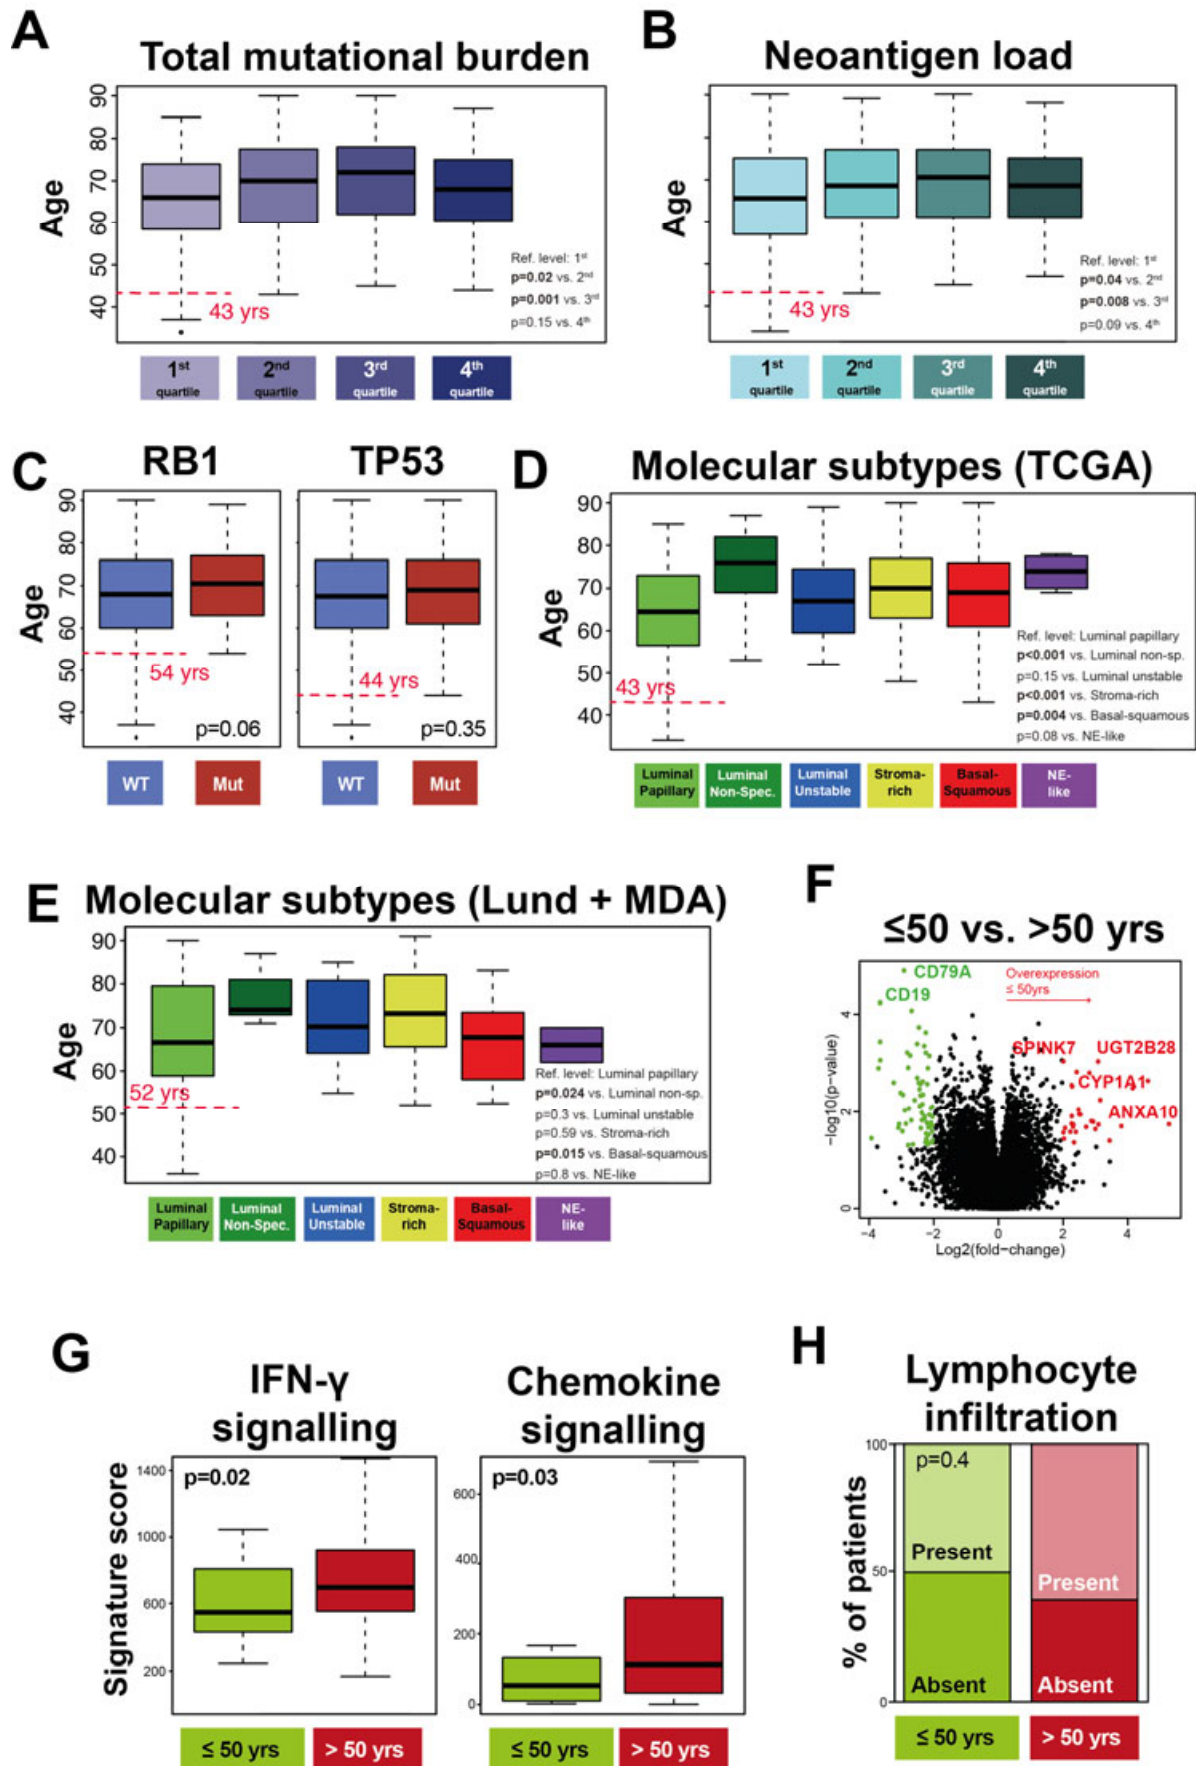 A
Total mutational burden
Age
90
80
70
60
50
40
43 yrs
Ref. level: 1st
p=0.02 vs. 2nd
p=0.001 vs. 3rd
p=0.15 vs. 4th
1st quartile
2nd quartile
3rd quartile
4th quartile
B
Neoantigen load
Age
43 yrs
Ref. level: 1st
p=0.04 vs. 2nd
p=0.008 vs. 3rd
p=0.09 vs. 4th
1st quartile
2nd quartile
3rd quartile
4th quartile
C
RB1
TP53
Age
90
80
70
60
50
40
54 yrs
p=0.06
44 yrs
p=0.35
WT
Mut
WT
Mut
D
Molecular subtypes (TCGA)
Age
90
80
70
60
50
40
43 yrs
Ref. level: Luminal papillary
p<0.001 vs. Luminal non-sp.
p=0.15 vs. Luminal unstable
p<0.001 vs. Stroma-rich
p=0.004 vs. Basal-squamous
p=0.08 vs. NE-like
Luminal Papillary
Luminal Non-Spec.
Luminal Unstable
Stroma-rich
Basal-Squamous
NE-like
E
Molecular subtypes (Lund + MDA)
Age
90
80
70
60
50
40
52 yrs
Ref. level: Luminal papillary
p=0.024 vs. Luminal non-sp.
p=0.3 vs. Luminal unstable
p=0.59 vs. Stroma-rich
p=0.015 vs. Basal-squamous
p=0.8 vs. NE-like
Luminal Papillary
Luminal Non-Spec.
Luminal Unstable
Stroma-rich
Basal-Squamous
NE-like
F
≤50 vs. >50 yrs
CD79A
CD19
Overexpression
≤ 50yrs
SPINK7
UGT2B28
CYP1A1
ANXA10
−log10(p−value)
4
2
0
−4
−2
0
2
4
Log2(fold−change)
G
IFN-γ
signalling
Signature score
1400
1000
600
200
p=0.02
≤ 50 yrs
> 50 yrs
Chemokine
signalling
600
400
200
0
p=0.03
≤ 50 yrs
> 50 yrs
H
Lymphocyte
infiltration
% of patients
100
50
0
p=0.4
Present
Present
Absent
Absent
≤ 50 yrs
> 50 yrs